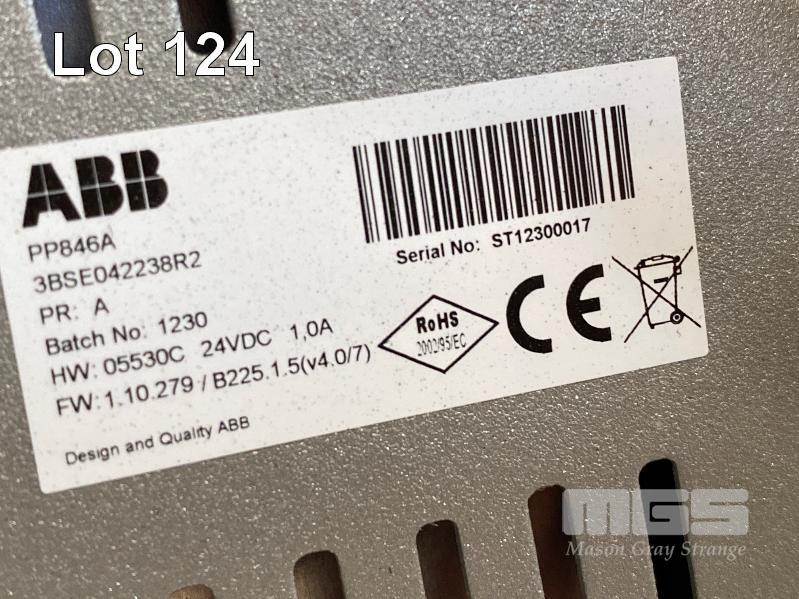 Lot 124
ABB
PP846A
3BSE042238R2
PR: A
Batch No: 1230
HW: 05530C 24VDC 1,0A
FW: 1.10.279 / B225.1.5(v4.0/7)
Design and Quality ABB
Serial No: ST12300017
RoHS
2002/95/EC
CE
MGS
Mason Gray Strange